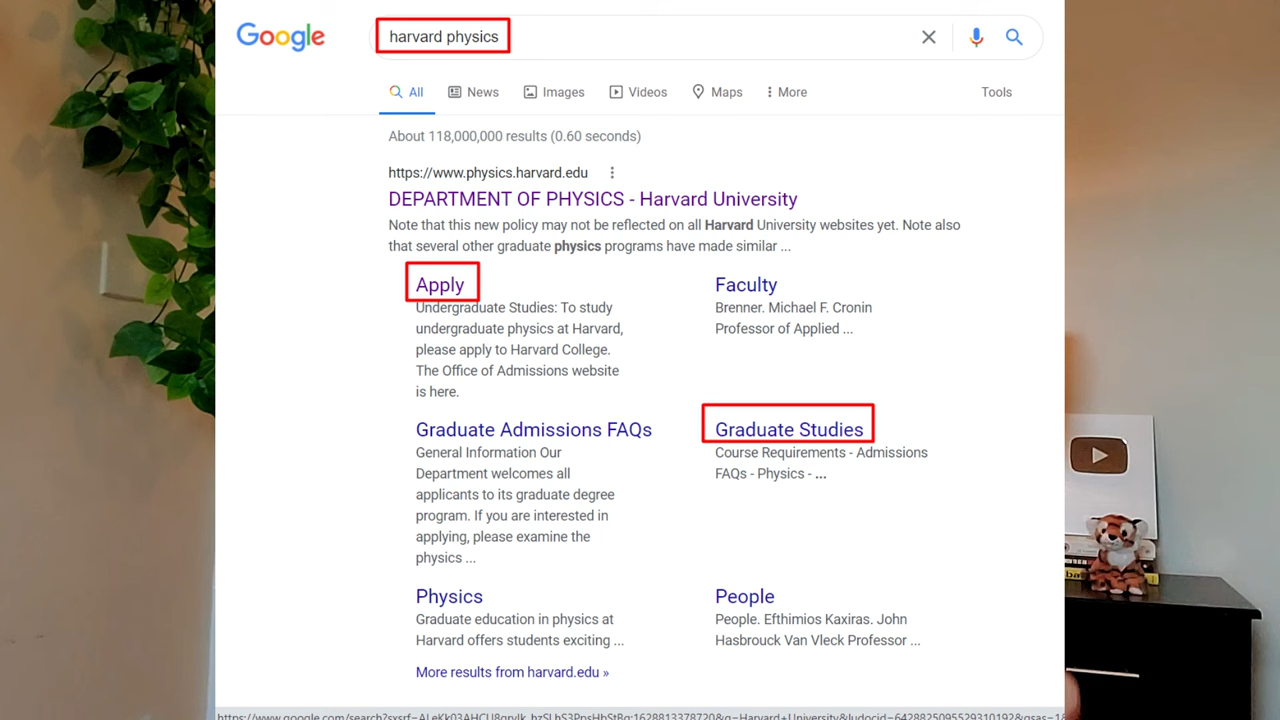 Google
harvard physics
All
News
Images
Videos
Maps
More
Tools
About 118,000,000 results (0.60 seconds)
https://www.physics.harvard.edu
DEPARTMENT OF PHYSICS - Harvard University
Note that this new policy may not be reflected on all Harvard University websites yet. Note also
that several other graduate physics programs have made similar ...
Apply
Undergraduate Studies: To study
undergraduate physics at Harvard,
please apply to Harvard College.
The Office of Admissions website
is here.
Faculty
Brenner. Michael F. Cronin
Professor of Applied ...
Graduate Admissions FAQs
General Information Our
Department welcomes all
applicants to its graduate degree
program. If you are interested in
applying, please examine the
physics ...
Graduate Studies
Course Requirements - Admissions
FAQs - Physics - ...
Physics
Graduate education in physics at
Harvard offers students exciting ...
People
People. Efthimios Kaxiras. John
Hasbrouck Van Vleck Professor ...
More results from harvard.edu »